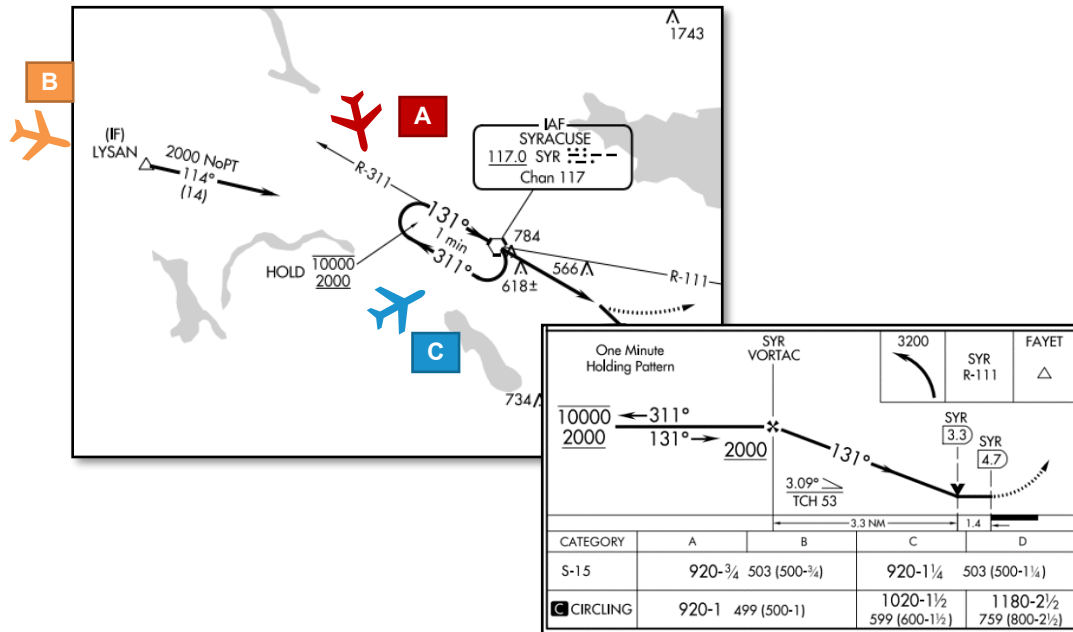 B
A
C
1743
(IF)
LYSAN
2000 NoPT
114°
(14)
R-311
IAF
SYRACUSE
117.0 SYR
Chan 117
131°
1 min
311°
HOLD 10000
2000
784
618±
566
R-111
734
One Minute
Holding Pattern
SYR
VORTAC
3200
SYR
R-111
FAYET
10000
2000
311°
131°
2000
131°
3.09°
TCH 53
SYR
3.3
SYR
4.7
3.3 NM
1.4
CATEGORY A B C D
S-15 920-¾ 503 (500-¾) 920-1¼ 503 (500-1¼)
C CIRCLING 920-1 499 (500-1) 1020-1½ 1180-2½
599 (600-1½) 759 (800-2½)